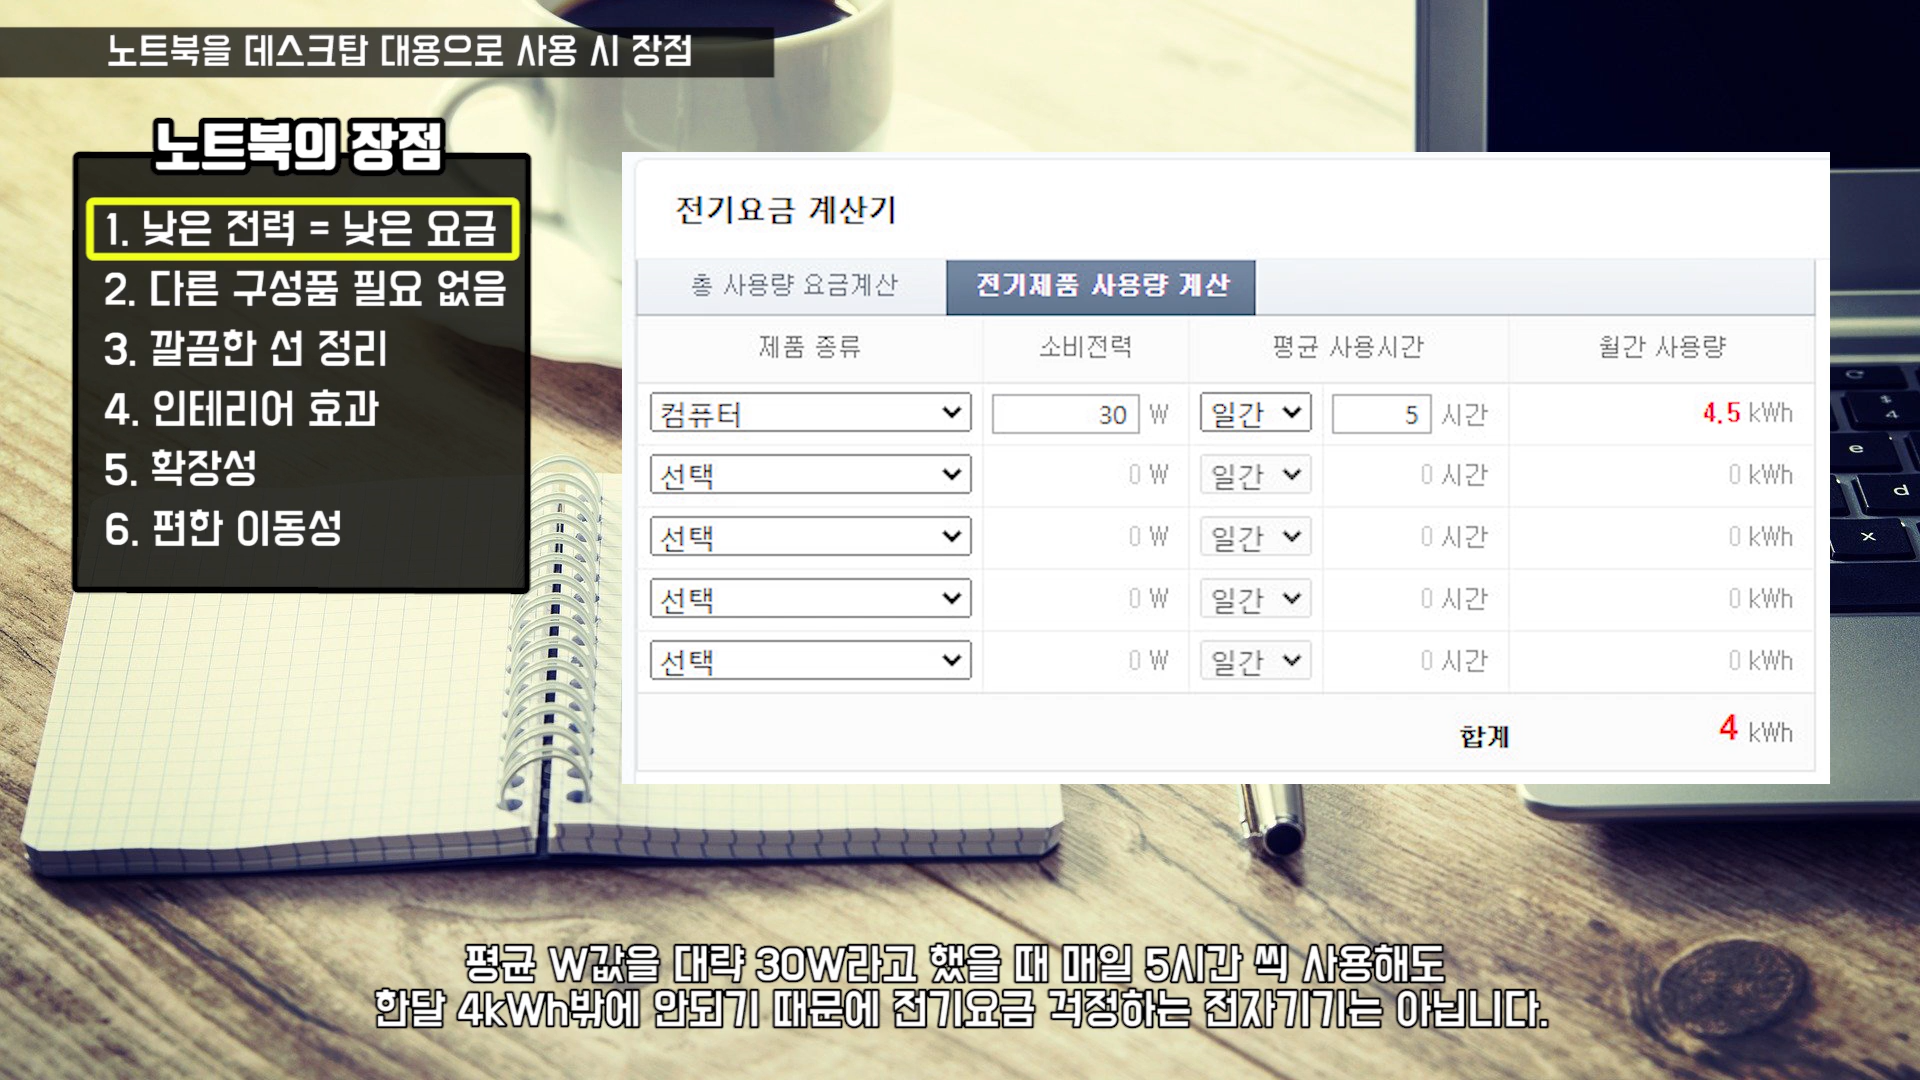 노트북을 데스크탑 대용으로 사용 시 장점
노트북의 장점
1. 낮은 전력 = 낮은 요금
2. 다른 구성품 필요 없음
3. 깔끔한 선 정리
4. 인테리어 효과
5. 확장성
6. 편한 이동성
전기요금 계산기
총 사용량 요금계산 전기제품 사용량 계산
제품 종류 소비전력 평균 사용시간 월간 사용량
컴퓨터 30 W 일간 5 시간 4.5 kWh
선택 0 W 일간 0 시간 0 kWh
선택 0 W 일간 0 시간 0 kWh
선택 0 W 일간 0 시간 0 kWh
선택 0 W 일간 0 시간 0 kWh
합계 4 kWh
$
4
e
d
x
평균 W값을 대략 30W라고 했을 때 매일 5시간 씩 사용해도
한달 4kWh밖에 안되기 때문에 전기요금 걱정하는 전자기기는 아닙니다.